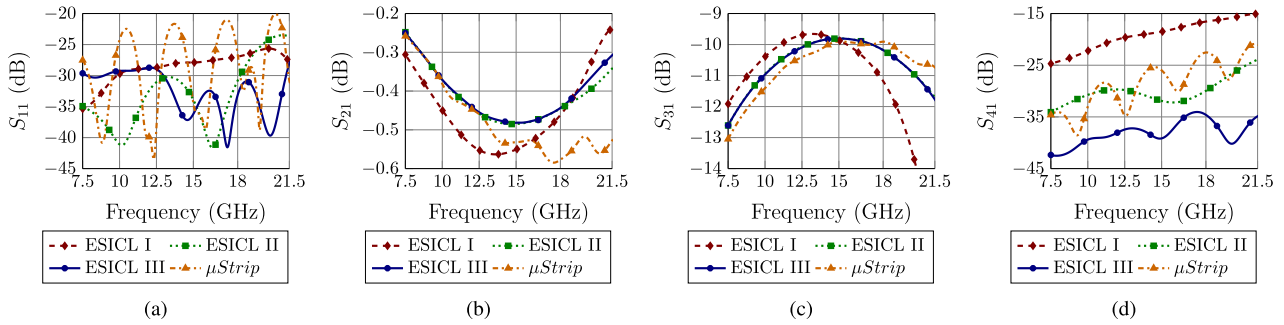 −20
−25
−30
−35
−40
−45
S11 (dB)
7.5 10 12.5 15 18 21.5
Frequency (GHz)
ESICL I ESICL II
ESICL III μStrip
(a)
−0.2
−0.3
−0.4
−0.5
−0.6
S21 (dB)
7.5 10 12.5 15 18 21.5
Frequency (GHz)
ESICL I ESICL II
ESICL III μStrip
(b)
−9
−10
−11
−12
−13
−14
S31 (dB)
7.5 10 12.5 15 18 21.5
Frequency (GHz)
ESICL I ESICL II
ESICL III μStrip
(c)
−15
−25
−35
−45
S41 (dB)
7.5 10 12.5 15 18 21.5
Frequency (GHz)
ESICL I ESICL II
ESICL III μStrip
(d)